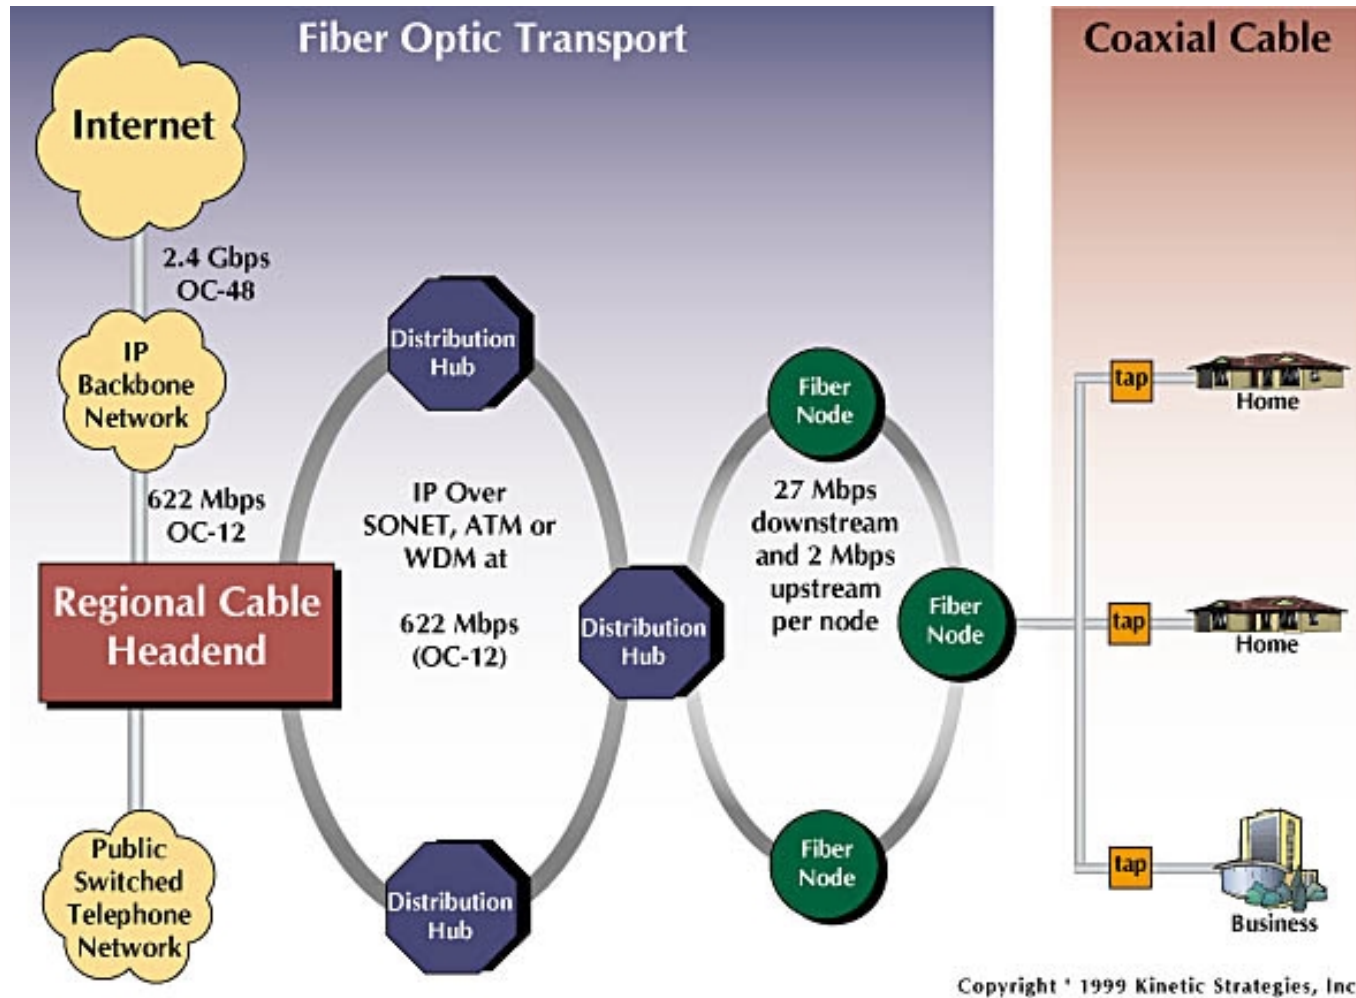 Fiber Optic Transport
Coaxial Cable
Internet
2.4 Gbps
OC-48
IP
Backbone
Network
622 Mbps
OC-12
Regional Cable
Headend
Public
Switched
Telephone
Network
Distribution
Hub
IP Over
SONET, ATM or
WDM at
622 Mbps
(OC-12)
Distribution
Hub
Distribution
Hub
Fiber
Node
27 Mbps
downstream
and 2 Mbps
upstream
per node
Fiber
Node
Fiber
Node
tap
Home
tap
Home
tap
Business
Copyright ' 1999 Kinetic Strategies, Inc